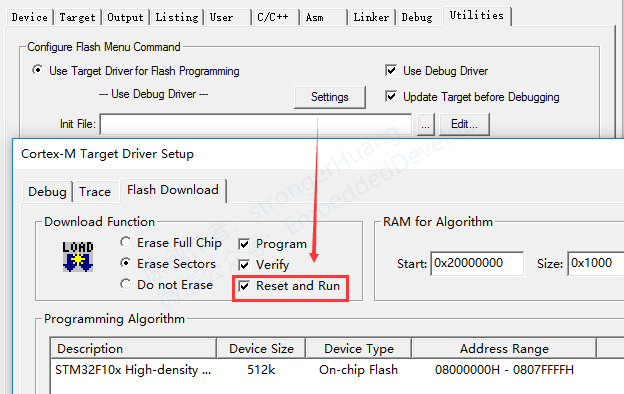 Device Target Output Listing User C/C++ Asm Linker Debug Utilities
Configure Flash Menu Command
Use Target Driver for Flash Programming
Use Debug Driver
--- Use Debug Driver ---
Settings
Update Target before Debugging
Init File:
...
Edit...
Cortex-M Target Driver Setup
Debug Trace Flash Download
Download Function
LOAD
Erase Full Chip
Erase Sectors
Do not Erase
Program
Verify
Reset and Run
RAM for Algorithm
Start: 0x20000000 Size: 0x1000
Programming Algorithm
Description Device Size Device Type Address Range
STM32F10x High-density ... 512k On-chip Flash 08000000H - 0807FFFFH
strongerHuang